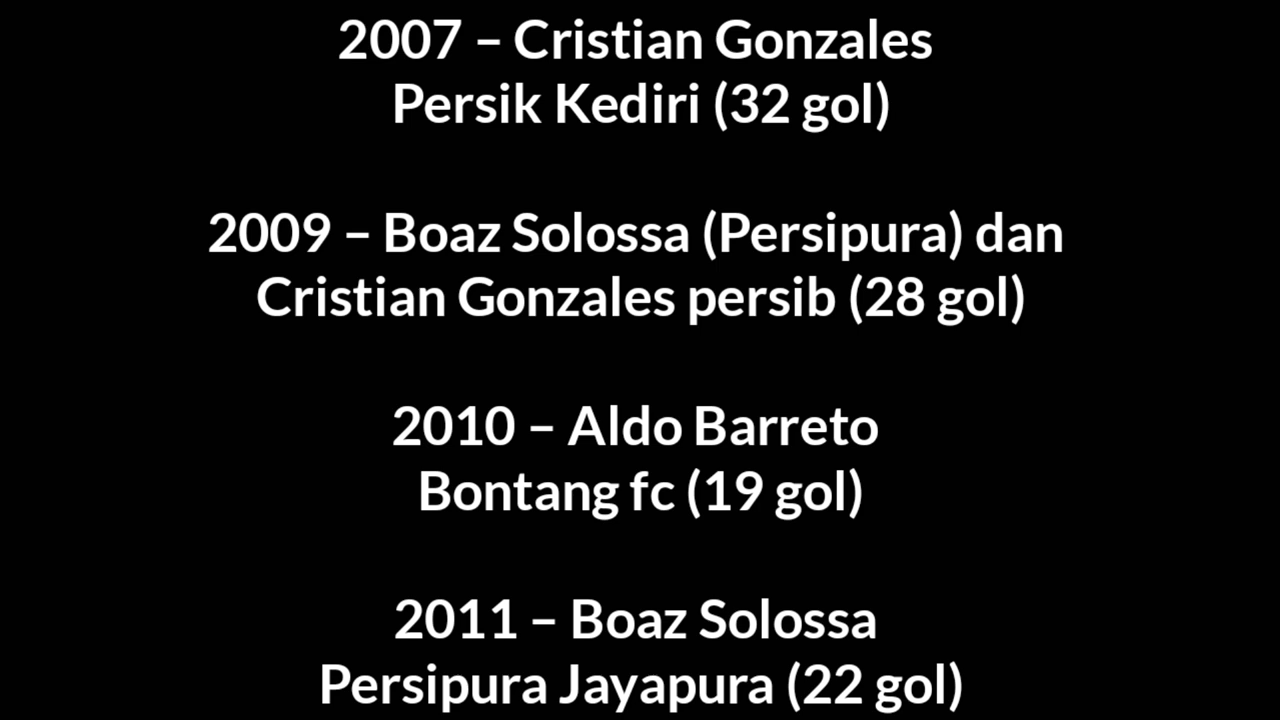 2007 – Cristian Gonzales
Persik Kediri (32 gol)
2009 – Boaz Solossa (Persipura) dan
Cristian Gonzales persib (28 gol)
2010 – Aldo Barreto
Bontang fc (19 gol)
2011 – Boaz Solossa
Persipura Jayapura (22 gol)